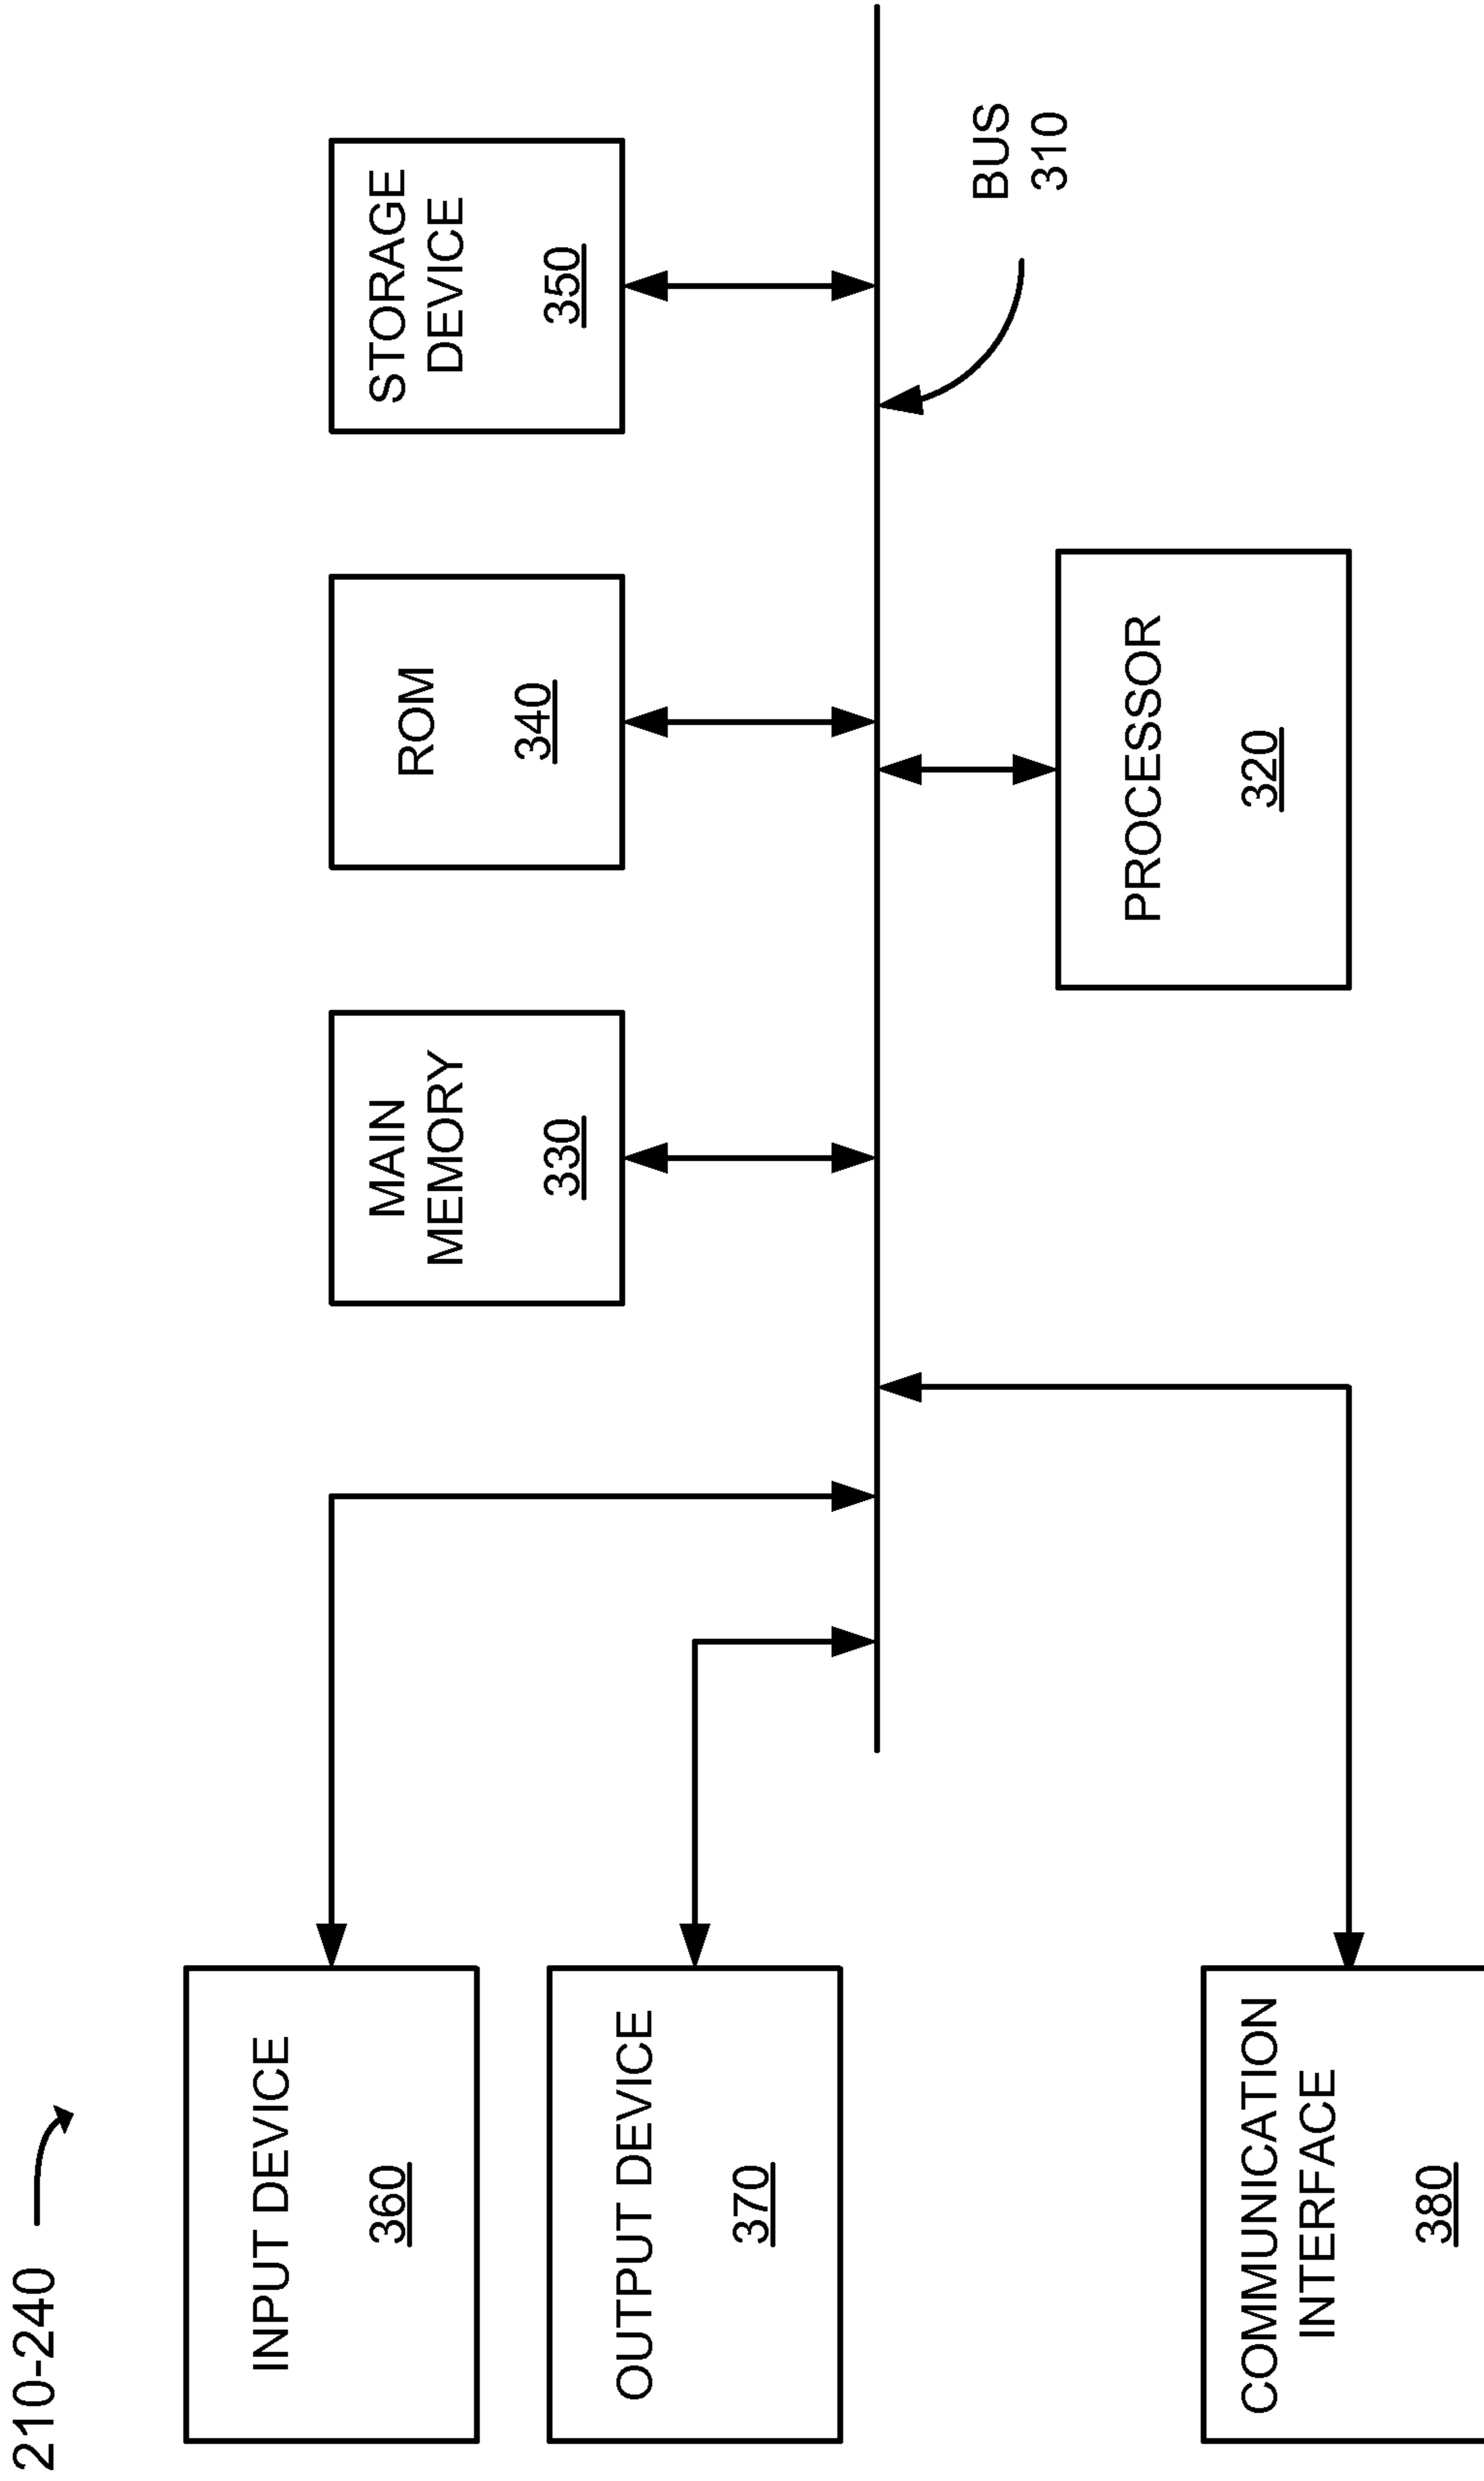 210-240
INPUT DEVICE
360
OUTPUT DEVICE
370
COMMUNICATION
INTERFACE
380
MAIN
MEMORY
330
ROM
340
STORAGE
DEVICE
350
BUS
310
PROCESSOR
320